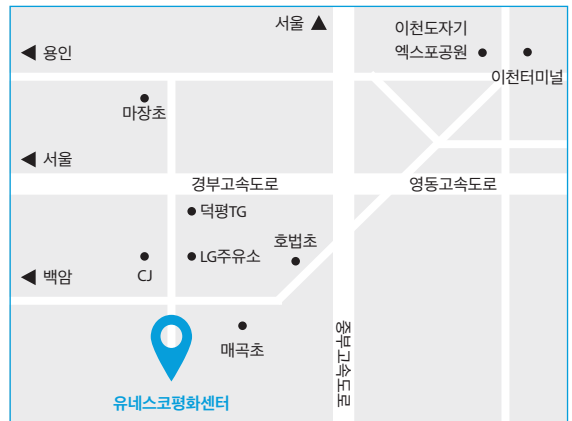 서울 ▲
이천도자기
엑스포공원
◀ 용인
이천터미널
마장초
◀ 서울
경부고속도로
영동고속도로
덕평TG
호법초
LG주유소
◀ 백암
CJ
매곡초
중부고속도로
유네스코평화센터